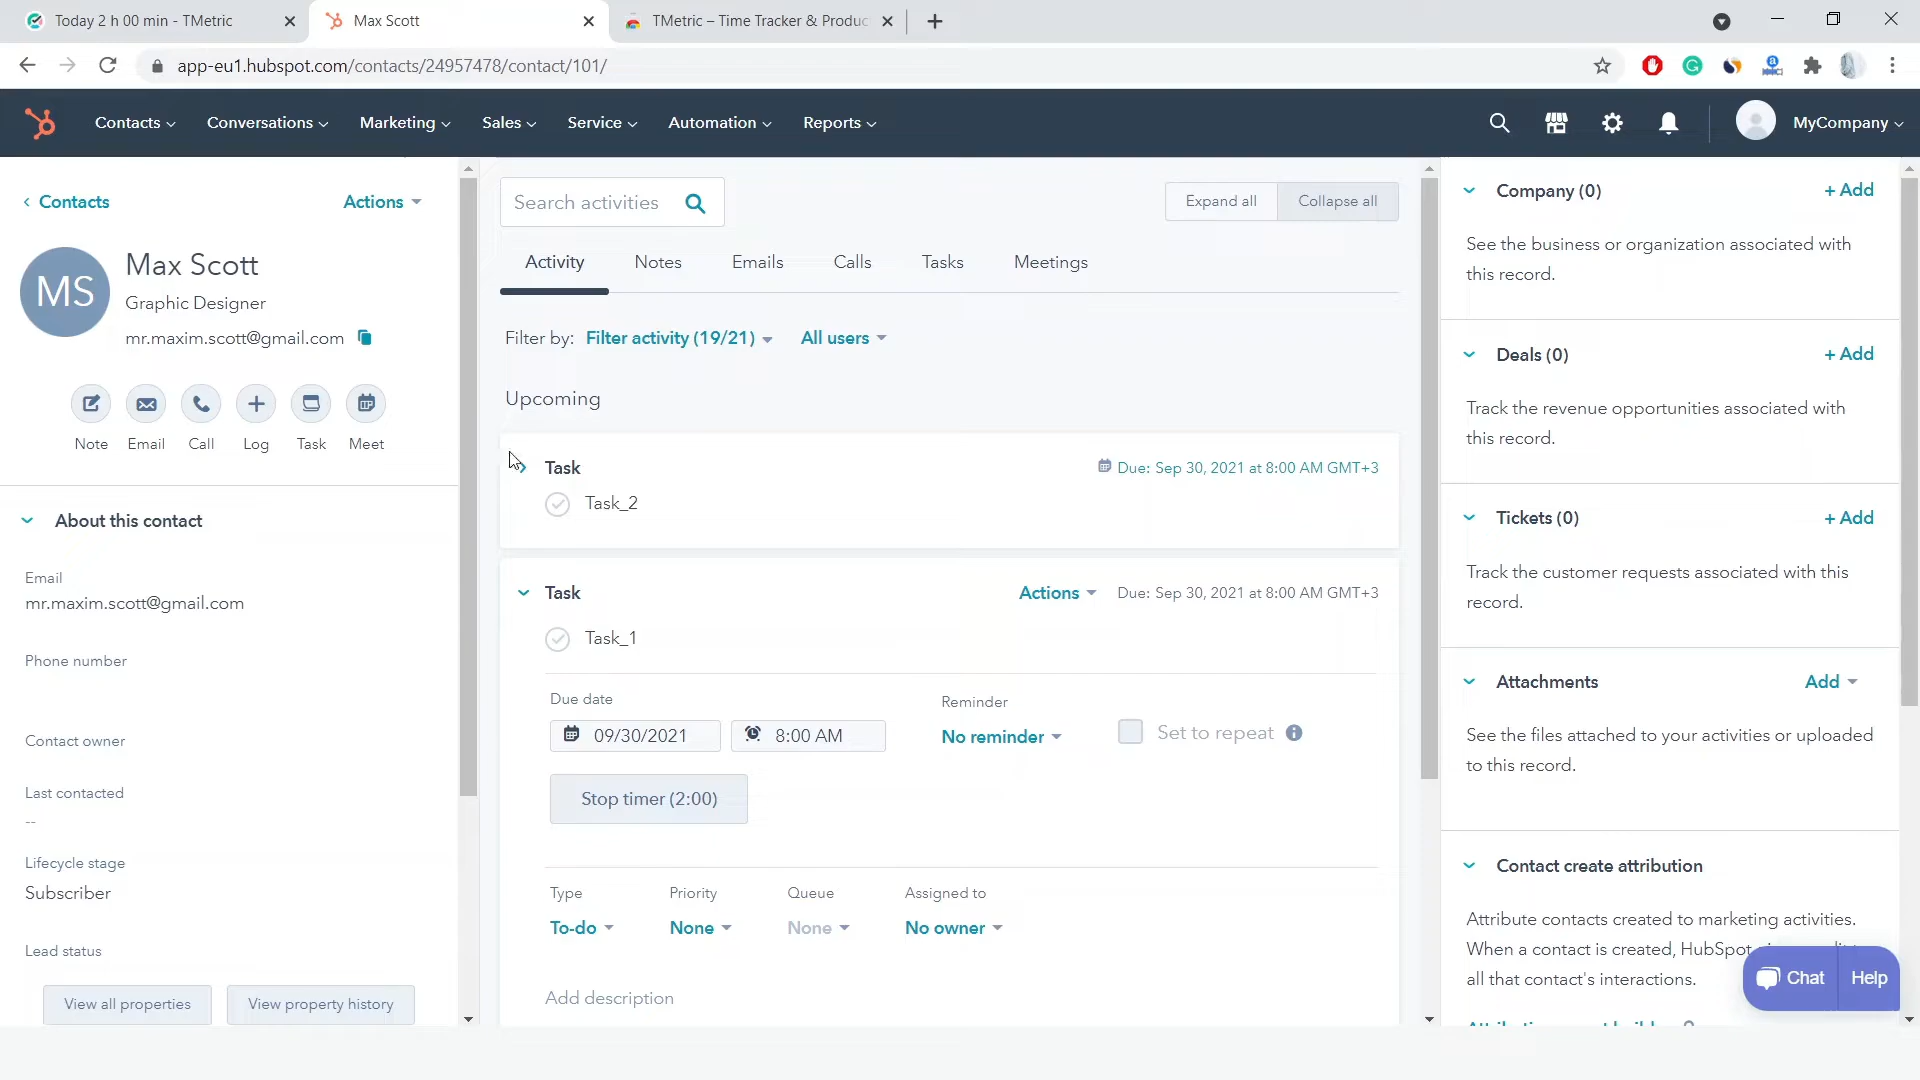 Today 2 h 00 min - TMetric
Max Scott
TMetric – Time Tracker & Produc
app-eu1.hubspot.com/contacts/24957478/contact/101/
Contacts
Conversations
Marketing
Sales
Service
Automation
Reports
MyCompany
Contacts
Actions
MS
Max Scott
Graphic Designer
mr.maxim.scott@gmail.com
Note
Email
Call
Log
Task
Meet
About this contact
Email
mr.maxim.scott@gmail.com
Phone number
Contact owner
Last contacted
--
Lifecycle stage
Subscriber
Lead status
View all properties
View property history
Search activities
Expand all
Collapse all
Activity
Notes
Emails
Calls
Tasks
Meetings
Filter by:
Filter activity (19/21)
All users
Upcoming
Task
Due: Sep 30, 2021 at 8:00 AM GMT+3
Task_2
Task
Actions
Due: Sep 30, 2021 at 8:00 AM GMT+3
Task_1
Due date
09/30/2021
8:00 AM
Reminder
No reminder
Set to repeat
Stop timer (2:00)
Type
To-do
Priority
None
Queue
None
Assigned to
No owner
Add description
Company (0)
+ Add
See the business or organization associated with
this record.
Deals (0)
+ Add
Track the revenue opportunities associated with
this record.
Tickets (0)
+ Add
Track the customer requests associated with this
record.
Attachments
Add
See the files attached to your activities or uploaded
to this record.
Contact create attribution
Attribute contacts created to marketing activities.
When a contact is created, HubSpot
all that contact's interactions.
Chat
Help